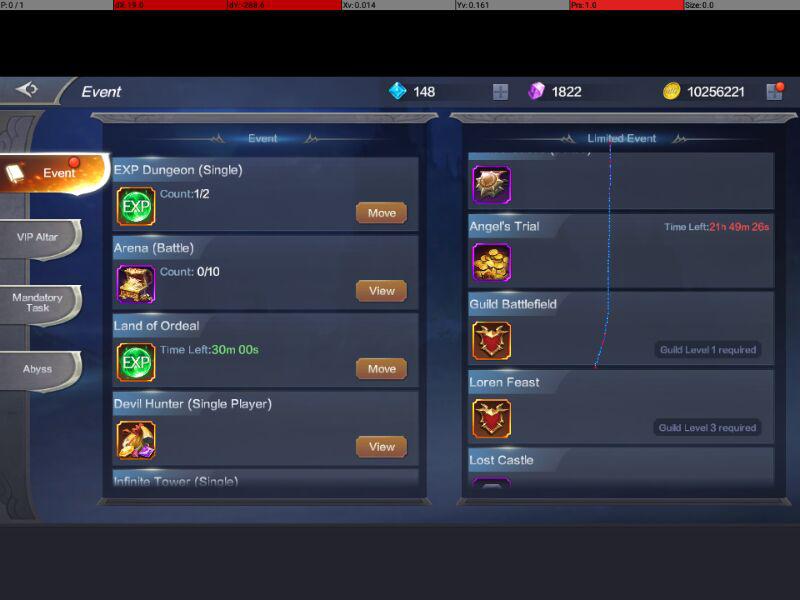 P: 0 / 1
dX: 19.0
dY: -288.6
Xv: 0.014
Yv: 0.161
Prs: 1.0
Size: 0.0
Event
148
1822
10256221
Event
VIP Altar
Mandatory
Task
Abyss
Event
EXP Dungeon (Single)
EXP
Count:1/2
Move
Arena (Battle)
Count: 0/10
View
Land of Ordeal
EXP
Time Left:30m 00s
Move
Devil Hunter (Single Player)
View
Infinite Tower (Single)
Limited Event
Angel's Trial
Time Left:21h 49m 26s
Guild Battlefield
Guild Level 1 required
Loren Feast
Guild Level 3 required
Lost Castle